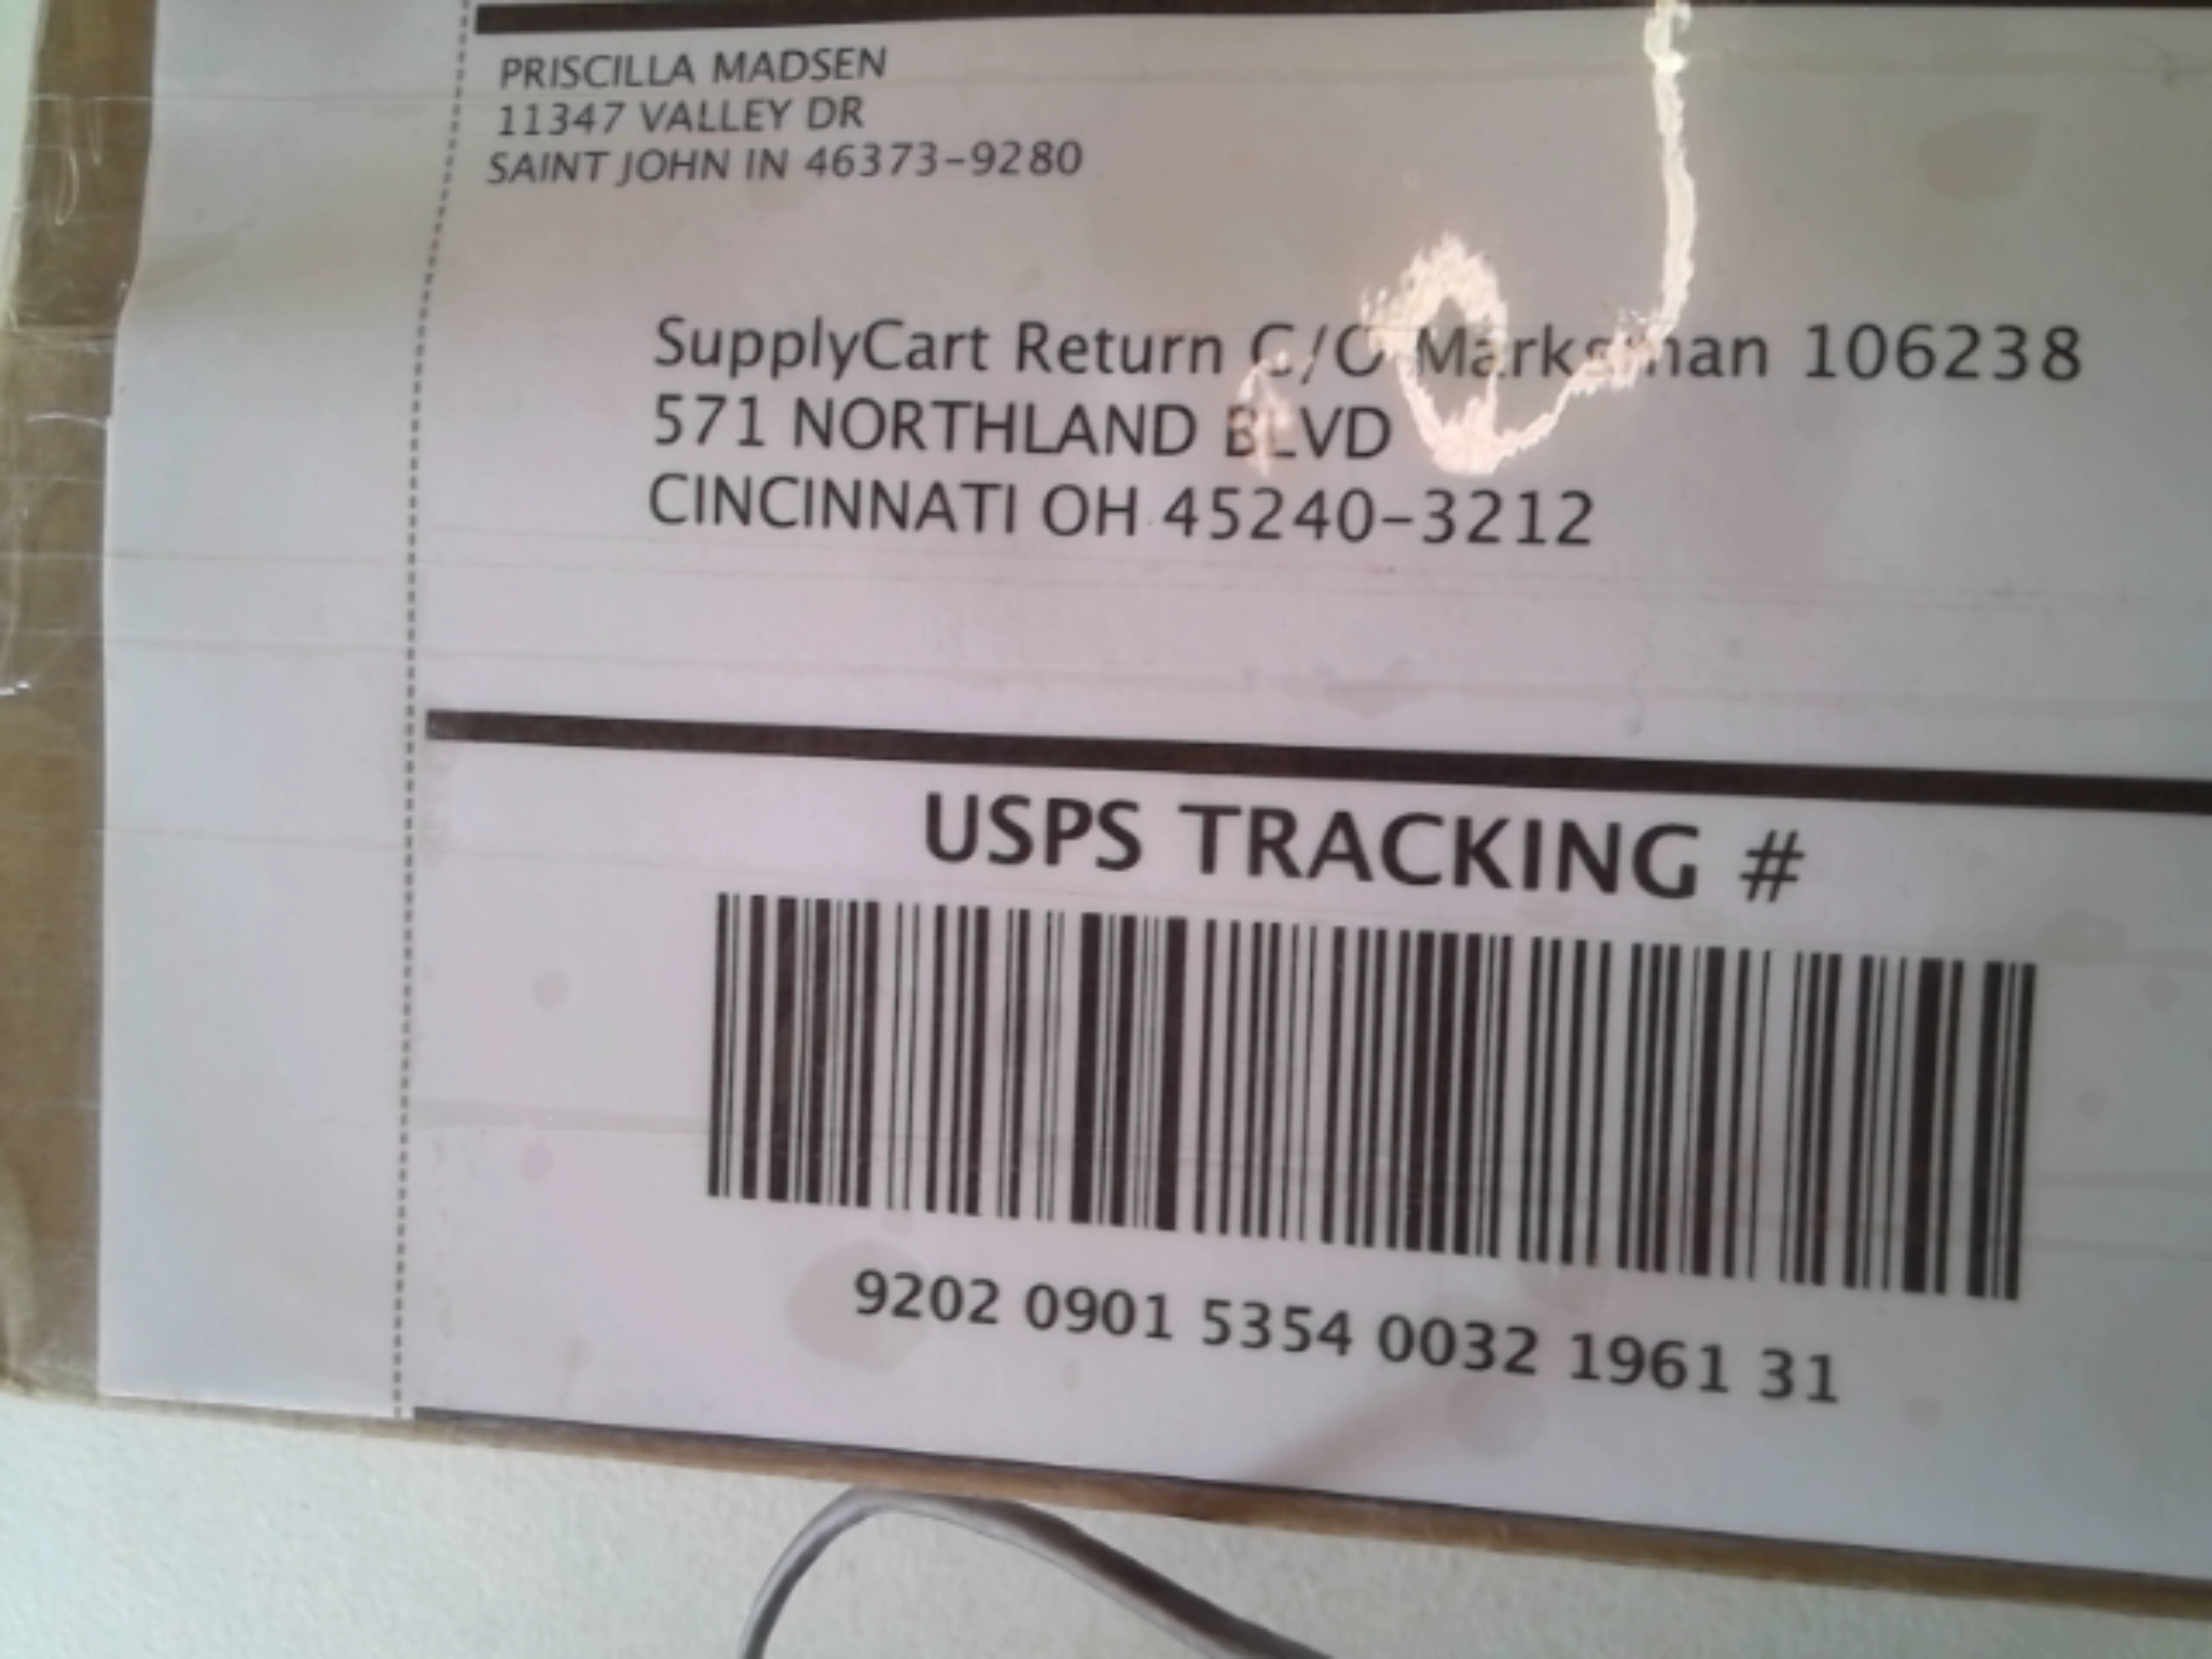 PRISCILLA MADSEN
11347 VALLEY DR
SAINT JOHN IN 46373-9280
SupplyCart Return C/O Marksman 106238
571 NORTHLAND BLVD
CINCINNATI OH 45240-3212
USPS TRACKING #
9202 0901 5354 0032 1961 31